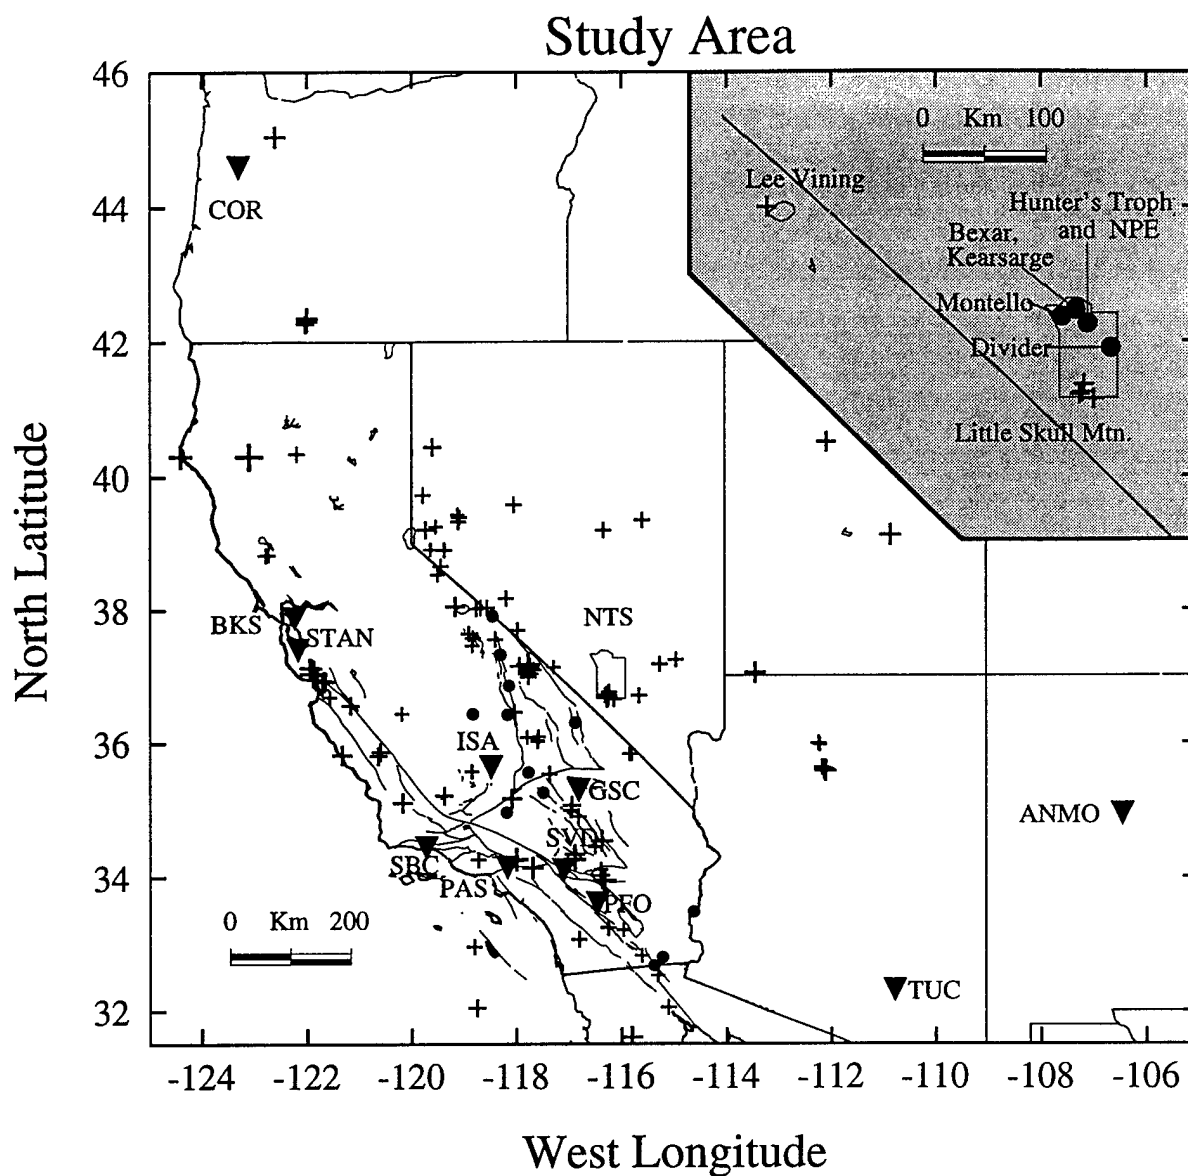 Study Area
46
44
42
40
38
36
34
32
North Latitude
-124
-122
-120
-118
-116
-114
-112
-110
-108
-106
West Longitude
0 Km 100
Lee Vining
Hunter's Troph
and NPE
Bexar,
Kearsarge
Montello
Divider
Little Skull Mtn.
COR
BKS
STAN
NTS
ISA
GSC
SVD
SBC
PAS
PFO
ANMO
TUC
0 Km 200